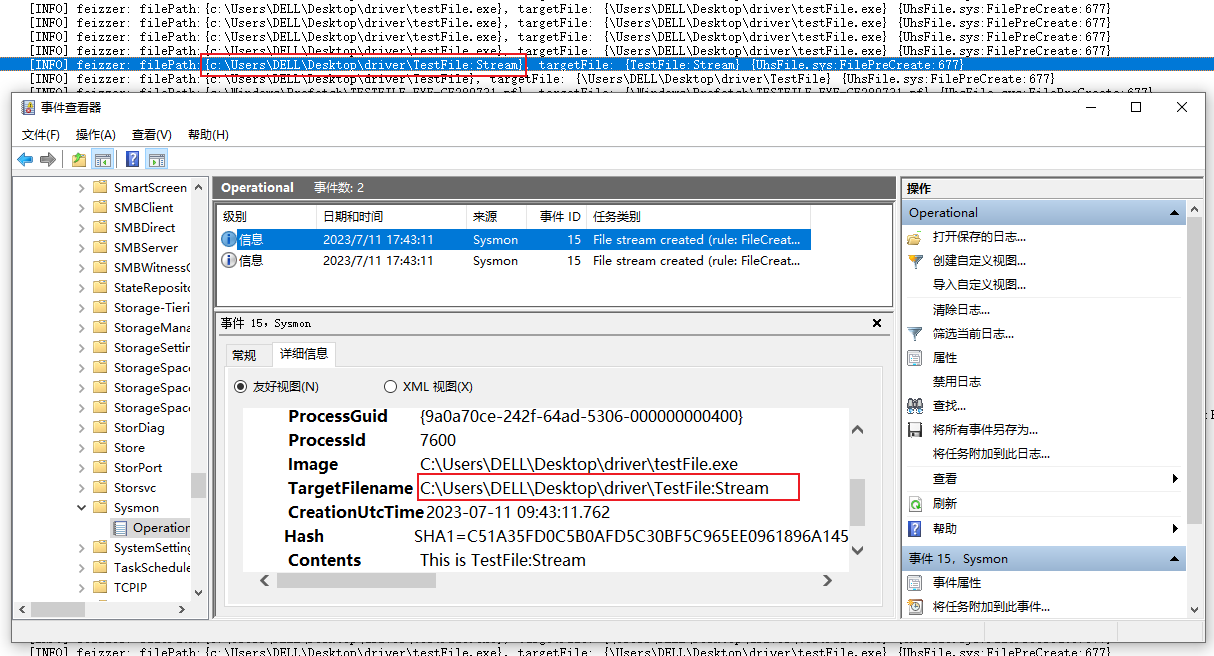 [INFO] feizzer: filePath:{c:\Users\DELL\Desktop\driver\testFile.exe}, targetFile: {\Users\DELL\Desktop\driver\testFile.exe} {UhsFile.sys:FilePreCreate:677}
[INFO] feizzer: filePath:{c:\Users\DELL\Desktop\driver\testFile.exe}, targetFile: {\Users\DELL\Desktop\driver\testFile.exe} {UhsFile.sys:FilePreCreate:677}
[INFO] feizzer: filePath:{c:\Users\DELL\Desktop\driver\testFile.exe}, targetFile: {\Users\DELL\Desktop\driver\testFile.exe} {UhsFile.sys:FilePreCreate:677}
[INFO] feizzer: filePath:{c:\Users\DELL\Desktop\driver\testFile.exe}, targetFile: {\Users\DELL\Desktop\driver\testFile.exe} {UhsFile.sys:FilePreCreate:677}
[INFO] feizzer: filePath:{c:\Users\DELL\Desktop\driver\TestFile:Stream} targetFile: {TestFile:Stream} {UhsFile.sys:FilePreCreate:677}
[INFO] feizzer: filePath:{c:\Users\DELL\Desktop\driver\TestFile}, targetFile: {\Users\DELL\Desktop\driver\TestFile} {UhsFile.sys:FilePreCreate:677}
事件查看器
文件(F) 操作(A) 查看(V) 帮助(H)
SmartScreen
SMBClient
SMBDirect
SMBServer
SMBWitnessC
StateReposito
Storage-Tieri
StorageMana
StorageSettin
StorageSpac
StorageSpac
StorageSpac
StorDiag
Store
StorPort
Storsvc
Sysmon
Operation
SystemSetting
TaskSchedule
TCPIP
Operational 事件数: 2
级别 日期和时间 来源 事件 ID 任务类别
信息 2023/7/11 17:43:11 Sysmon 15 File stream created (rule: FileCreat...
信息 2023/7/11 17:43:11 Sysmon 15 File stream created (rule: FileCreat...
事件 15，Sysmon
常规 详细信息
友好视图(N) XML 视图(X)
ProcessGuid {9a0a70ce-242f-64ad-5306-000000000400}
ProcessId 7600
Image C:\Users\DELL\Desktop\driver\testFile.exe
TargetFilename C:\Users\DELL\Desktop\driver\TestFile:Stream
CreationUtcTime 2023-07-11 09:43:11.762
Hash SHA1=C51A35FD0C5B0AFD5C30BF5C965EE0961896A145
Contents This is TestFile:Stream
操作
Operational
打开保存的日志...
创建自定义视图...
导入自定义视图...
清除日志...
筛选当前日志...
属性
禁用日志
查找...
将所有事件另存为...
将任务附加到此日志...
查看
刷新
帮助
事件 15，Sysmon
事件属性
将任务附加到此事件...
[INFO] feizzer: filePath:{c:\Users\DELL\Desktop\driver\testFile.exe}, targetFile: {\Users\DELL\Desktop\driver\testFile.exe} {UhsFile.sys:FilePreCreate:677}